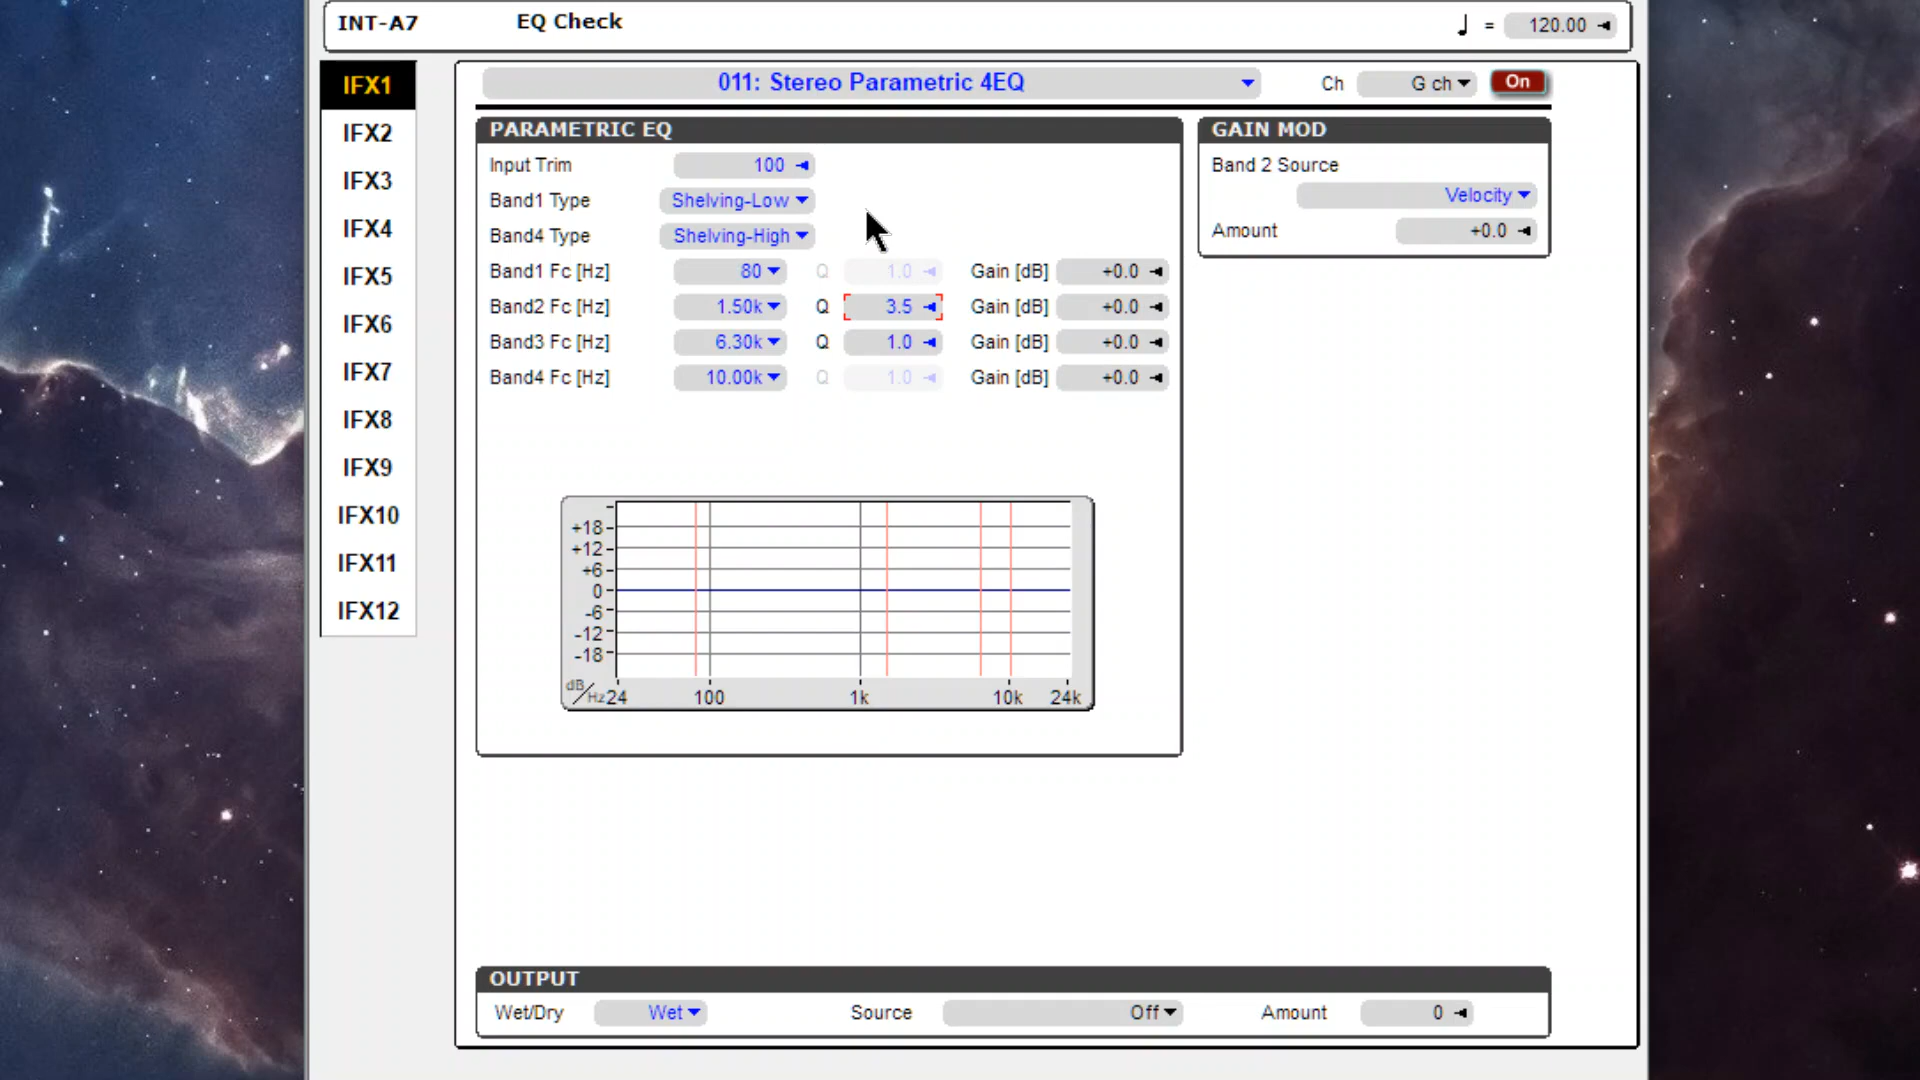 INT-A7 EQ Check ♩ = 120.00
IFX1
IFX2
IFX3
IFX4
IFX5
IFX6
IFX7
IFX8
IFX9
IFX10
IFX11
IFX12
011: Stereo Parametric 4EQ Ch G ch On
PARAMETRIC EQ
Input Trim 100
Band1 Type Shelving-Low
Band4 Type Shelving-High
Band1 Fc [Hz] 80 Q 1.0 Gain [dB] +0.0
Band2 Fc [Hz] 1.50k Q 3.5 Gain [dB] +0.0
Band3 Fc [Hz] 6.30k Q 1.0 Gain [dB] +0.0
Band4 Fc [Hz] 10.00k Q 1.0 Gain [dB] +0.0
GAIN MOD
Band 2 Source
Velocity
Amount +0.0
+18
+12
+6
0
-6
-12
-18
dB/Hz 24 100 1k 10k 24k
OUTPUT
Wet/Dry Wet Source Off Amount 0